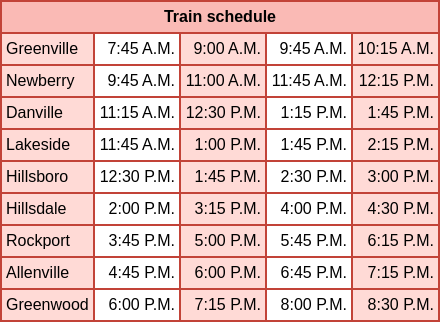 Train schedule
Greenville 7:45 A.M. 9:00 A.M. 9:45 A.M. 10:15 A.M.
Newberry 9:45 A.M. 11:00 A.M. 11:45 A.M. 12:15 P.M.
Danville 11:15 A.M. 12:30 P.M. 1:15 P.M. 1:45 P.M.
Lakeside 11:45 A.M. 1:00 P.M. 1:45 P.M. 2:15 P.M.
Hillsboro 12:30 P.M. 1:45 P.M. 2:30 P.M. 3:00 P.M.
Hillsdale 2:00 P.M. 3:15 P.M. 4:00 P.M. 4:30 P.M.
Rockport 3:45 P.M. 5:00 P.M. 5:45 P.M. 6:15 P.M.
Allenville 4:45 P.M. 6:00 P.M. 6:45 P.M. 7:15 P.M.
Greenwood 6:00 P.M. 7:15 P.M. 8:00 P.M. 8:30 P.M.